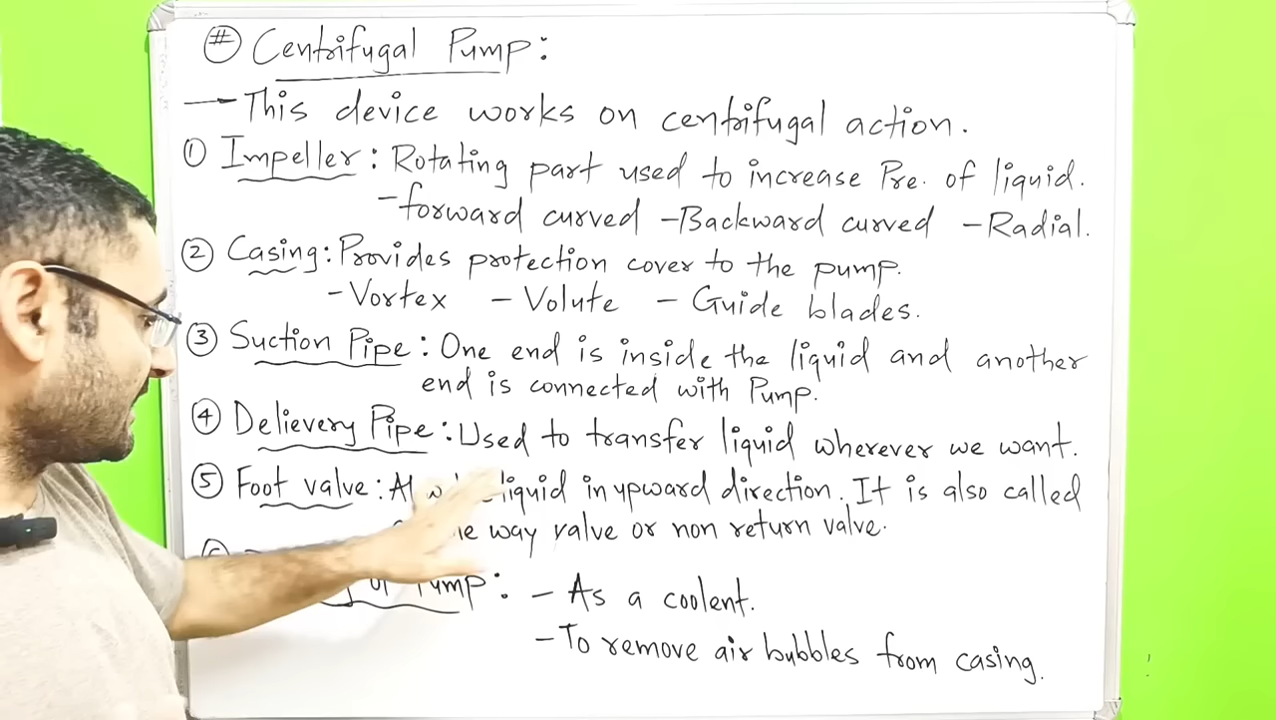 # Centrifugal Pump:
— This device works on centrifugal action.
① Impeller: Rotating part used to increase Pre. of liquid.
- forward curved - Backward curved - Radial.
② Casing: Provides protection cover to the pump.
- Vortex - Volute - Guide blades.
③ Suction Pipe: One end is inside the liquid and another
end is connected with Pump.
④ Delievery Pipe: Used to transfer liquid wherever we want.
⑤ Foot valve: liquid in upward direction. It is also called
way valve or non return valve.
of Pump: - As a coolent.
- To remove air bubbles from casing.